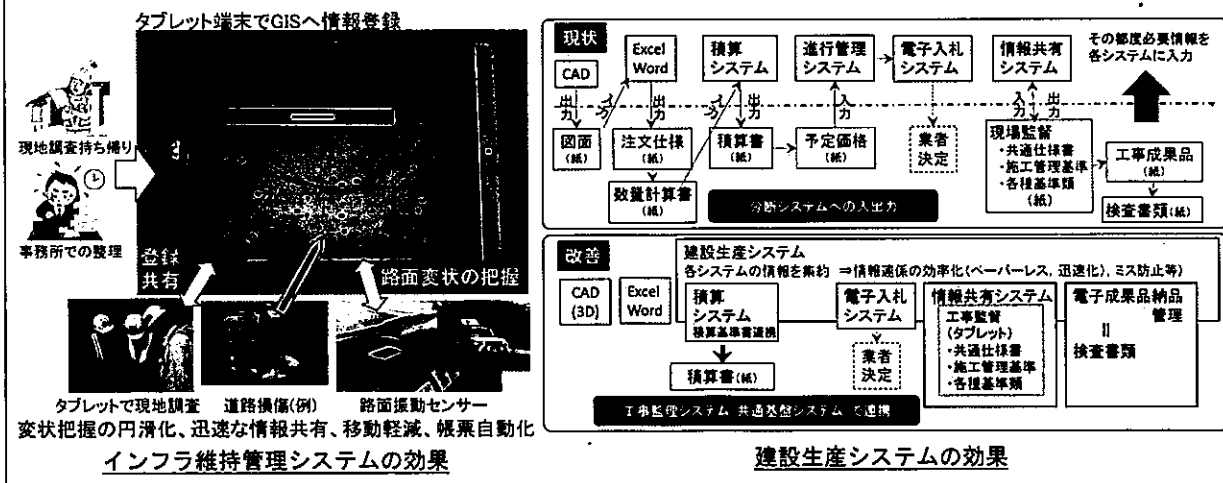 タブレット端末でGISへ情報登録
現地調査持ち帰り
事務所での整理
登録
共有
路面変状の把握
タブレットで現地調査
道路損傷(例)
路面振動センサー
変状把握の円滑化、迅速な情報共有、移動軽減、帳票自動化
インフラ維持管理システムの効果
現状
CAD
Excel
Word
積算
システム
進行管理
システム
電子入札
システム
情報共有
システム
その都度必要情報を
各システムに入力
出力
入力
出力
入力
出力
入力
入力
出力
図面
(紙)
注文仕様
(紙)
積算書
(紙)
予定価格
(紙)
業者
決定
現場監督
・共通仕様書
・施工管理基準
・各種基準類
(紙)
工事成果品
(紙)
数量計算書
(紙)
検査書類(紙)
分断システムへの入出力
改善
建設生産システム
各システムの情報を集約 ⇒情報連係の効率化(ペーパーレス, 迅速化), ミス防止等)
CAD
(3D)
Excel
Word
積算
システム
積算基準書連携
電子入札
システム
情報共有システム
工事監督
(タブレット)
・共通仕様書
・施工管理基準
・各種基準類
電子成果品納品
管理
||
検査書類
積算書(紙)
業者
決定
工事監理システム 共通基盤システム で連携
建設生産システムの効果